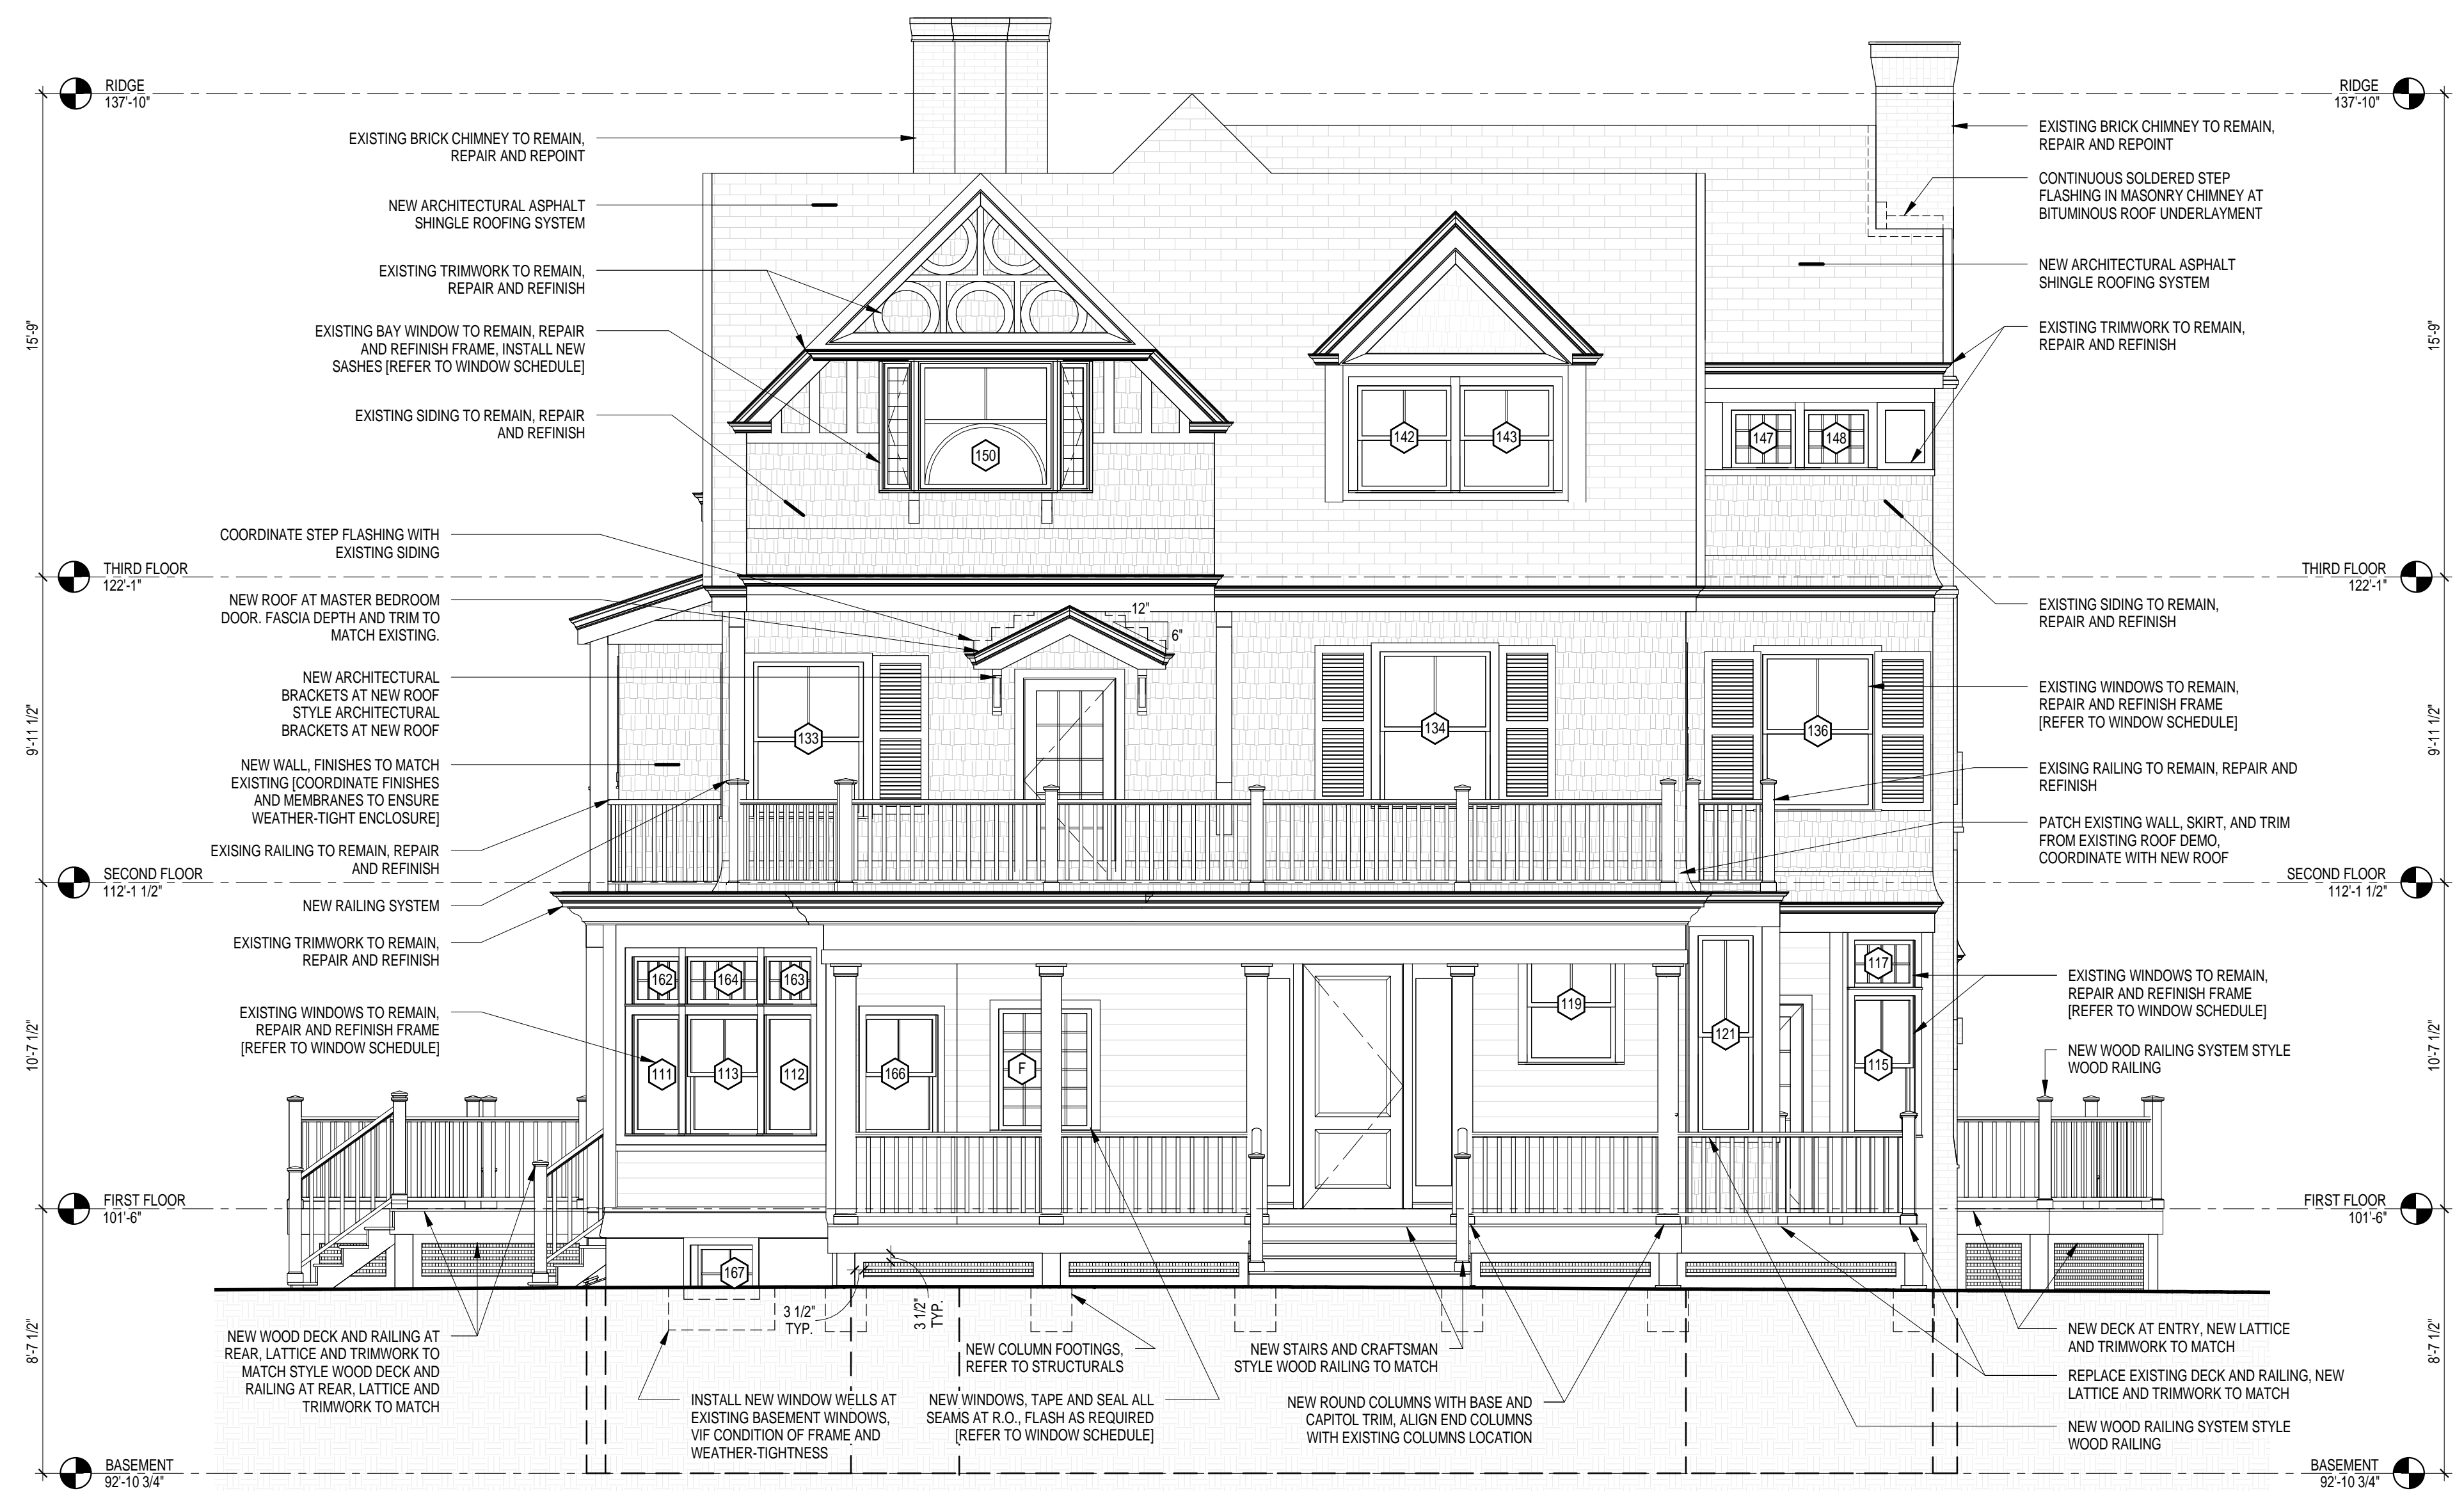 RIDGE
137'-10"
EXISTING BRICK CHIMNEY TO REMAIN,
REPAIR AND REPOINT
NEW ARCHITECTURAL ASPHALT
SHINGLE ROOFING SYSTEM
EXISTING TRIMWORK TO REMAIN,
REPAIR AND REFINISH
EXISTING BAY WINDOW TO REMAIN, REPAIR
AND REFINISH FRAME, INSTALL NEW
SASHES [REFER TO WINDOW SCHEDULE]
EXISTING SIDING TO REMAIN, REPAIR
AND REFINISH
15'-9"
COORDINATE STEP FLASHING WITH
EXISTING SIDING
THIRD FLOOR
122'-1"
NEW ROOF AT MASTER BEDROOM
DOOR. FASCIA DEPTH AND TRIM TO
MATCH EXISTING.
NEW ARCHITECTURAL
BRACKETS AT NEW ROOF
STYLE ARCHITECTURAL
BRACKETS AT NEW ROOF
9'-11 1/2"
NEW WALL, FINISHES TO MATCH
EXISTING [COORDINATE FINISHES
AND MEMBRANES TO ENSURE
WEATHER-TIGHT ENCLOSURE]
EXISING RAILING TO REMAIN, REPAIR
AND REFINISH
SECOND FLOOR
112'-1 1/2"
NEW RAILING SYSTEM
EXISTING TRIMWORK TO REMAIN,
REPAIR AND REFINISH
EXISTING WINDOWS TO REMAIN,
REPAIR AND REFINISH FRAME
[REFER TO WINDOW SCHEDULE]
10'-7 1/2"
FIRST FLOOR
101'-6"
NEW WOOD DECK AND RAILING AT
REAR, LATTICE AND TRIMWORK TO
MATCH STYLE WOOD DECK AND
RAILING AT REAR, LATTICE AND
TRIMWORK TO MATCH
8'-7 1/2"
BASEMENT
92'-10 3/4"
150
142
143
147
148
12"
6"
133
134
136
162
164
163
111
113
112
166
F
119
121
117
115
167
3 1/2"
TYP.
3 1/2"
TYP.
INSTALL NEW WINDOW WELLS AT
EXISTING BASEMENT WINDOWS,
VIF CONDITION OF FRAME AND
WEATHER-TIGHTNESS
NEW COLUMN FOOTINGS,
REFER TO STRUCTURALS
NEW WINDOWS, TAPE AND SEAL ALL
SEAMS AT R.O., FLASH AS REQUIRED
[REFER TO WINDOW SCHEDULE]
NEW STAIRS AND CRAFTSMAN
STYLE WOOD RAILING TO MATCH
NEW ROUND COLUMNS WITH BASE AND
CAPITOL TRIM, ALIGN END COLUMNS
WITH EXISTING COLUMNS LOCATION
RIDGE
137'-10"
EXISTING BRICK CHIMNEY TO REMAIN,
REPAIR AND REPOINT
CONTINUOUS SOLDERED STEP
FLASHING IN MASONRY CHIMNEY AT
BITUMINOUS ROOF UNDERLAYMENT
NEW ARCHITECTURAL ASPHALT
SHINGLE ROOFING SYSTEM
EXISTING TRIMWORK TO REMAIN,
REPAIR AND REFINISH
15'-9"
THIRD FLOOR
122'-1"
EXISTING SIDING TO REMAIN,
REPAIR AND REFINISH
EXISTING WINDOWS TO REMAIN,
REPAIR AND REFINISH FRAME
[REFER TO WINDOW SCHEDULE]
9'-11 1/2"
EXISING RAILING TO REMAIN, REPAIR AND
REFINISH
PATCH EXISTING WALL, SKIRT, AND TRIM
FROM EXISTING ROOF DEMO,
COORDINATE WITH NEW ROOF
SECOND FLOOR
112'-1 1/2"
EXISTING WINDOWS TO REMAIN,
REPAIR AND REFINISH FRAME
[REFER TO WINDOW SCHEDULE]
10'-7 1/2"
NEW WOOD RAILING SYSTEM STYLE
WOOD RAILING
FIRST FLOOR
101'-6"
NEW DECK AT ENTRY, NEW LATTICE
AND TRIMWORK TO MATCH
8'-7 1/2"
REPLACE EXISTING DECK AND RAILING, NEW
LATTICE AND TRIMWORK TO MATCH
NEW WOOD RAILING SYSTEM STYLE
WOOD RAILING
BASEMENT
92'-10 3/4"